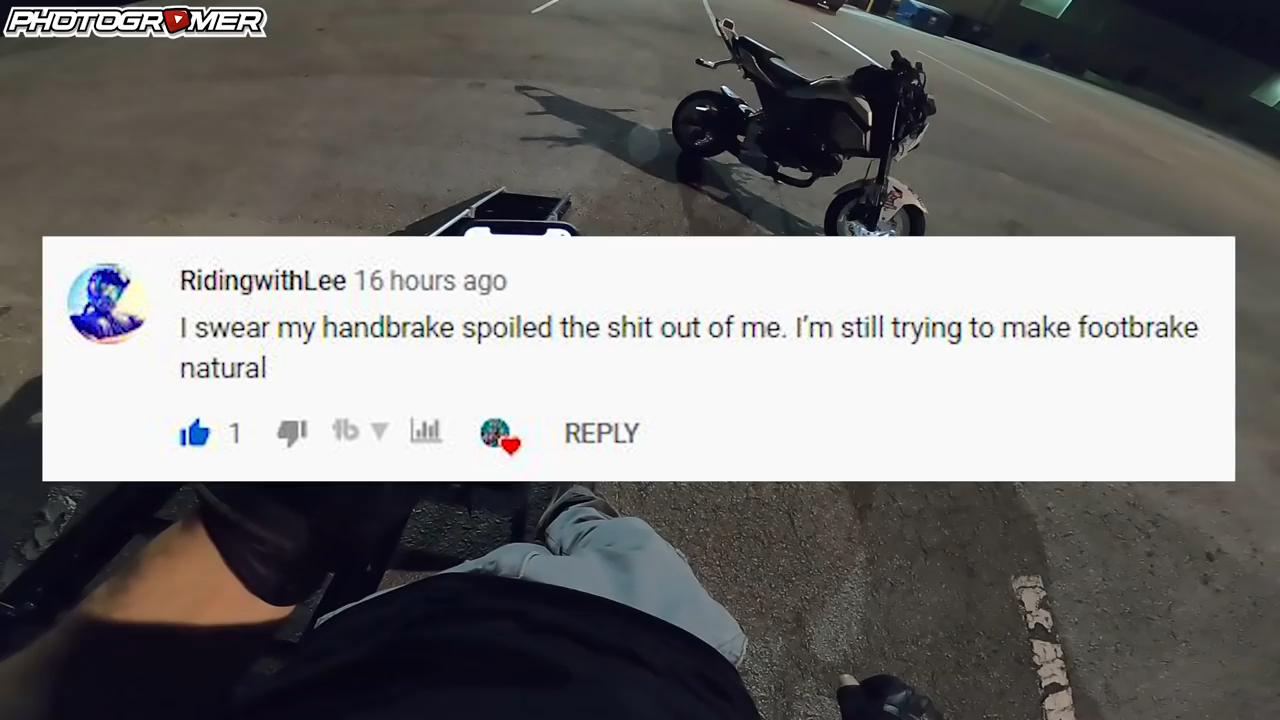 PHOTOGROMER
RidingwithLee 16 hours ago
I swear my handbrake spoiled the shit out of me. I'm still trying to make footbrake
natural
1
REPLY